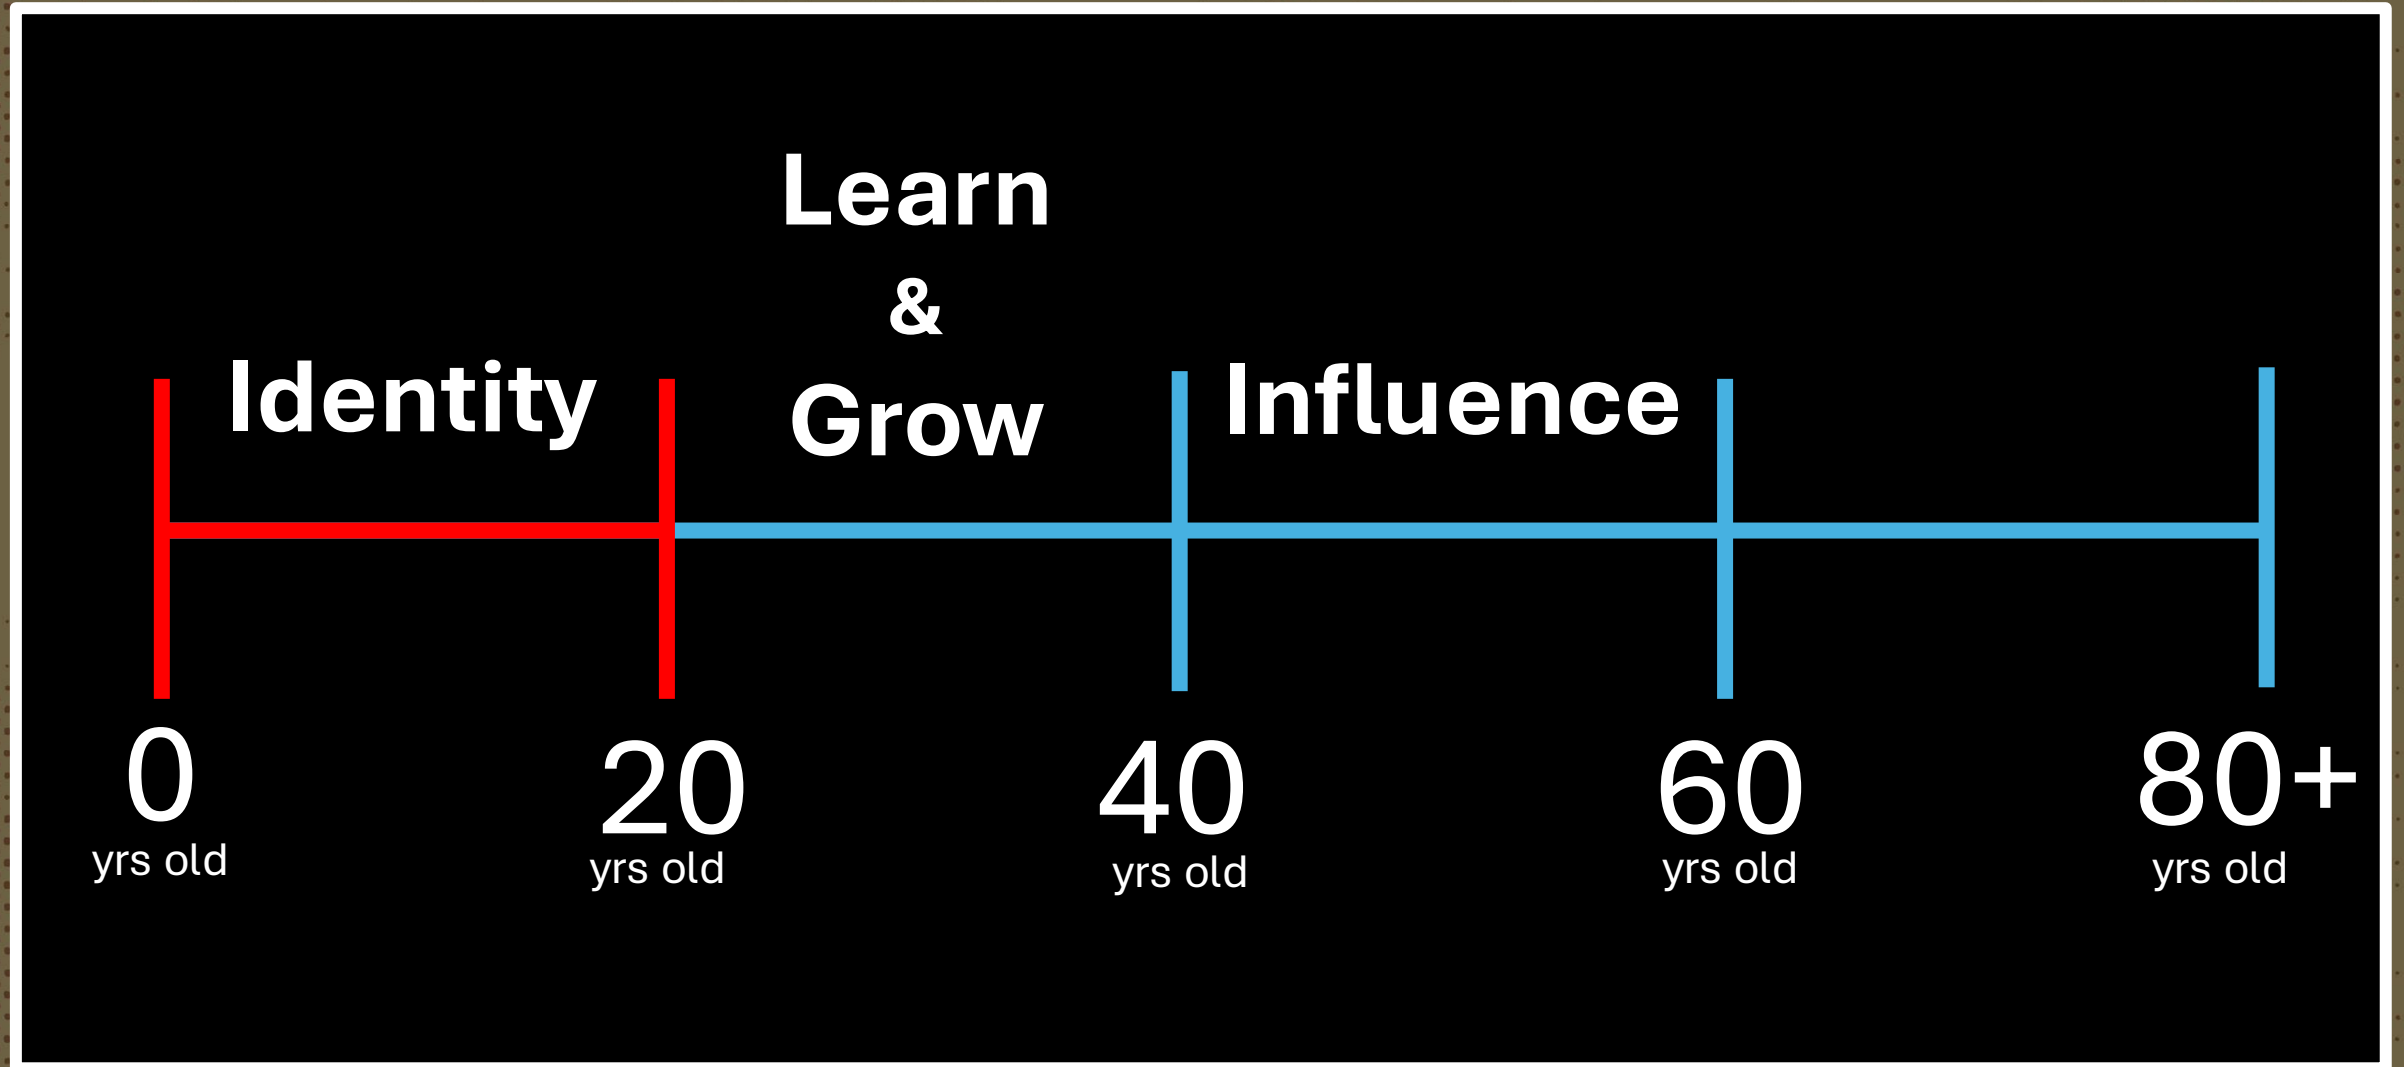 Identity
Learn
&
Grow
Influence
0
yrs old
20
yrs old
40
yrs old
60
yrs old
80+
yrs old